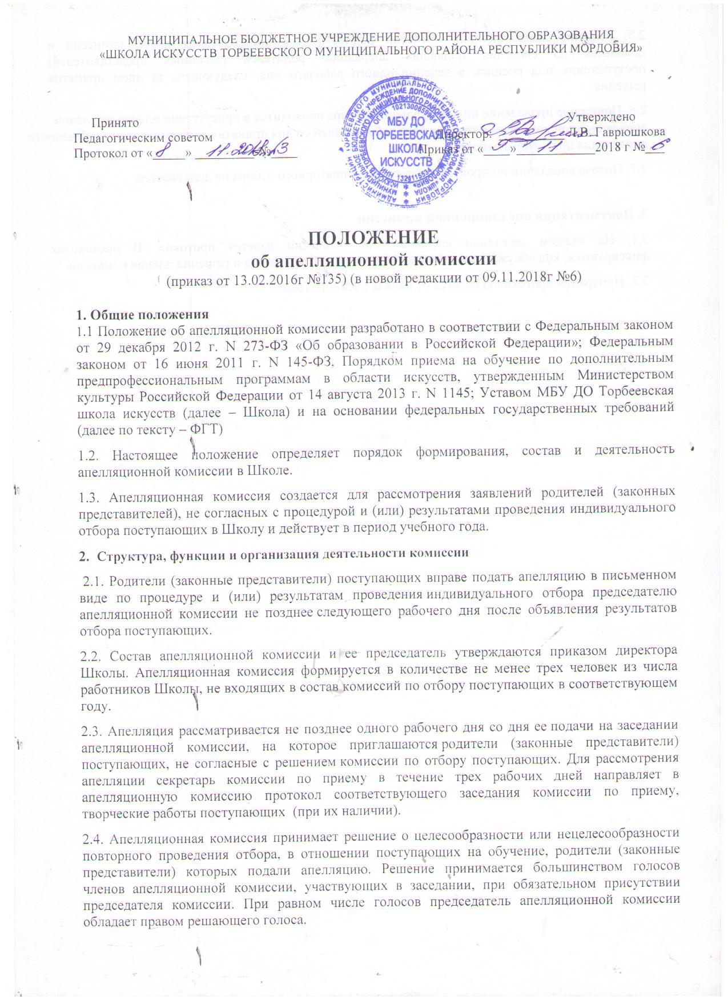 МУНИЦИПАЛЬНОЕ БЮДЖЕТНОЕ УЧРЕЖДЕНИЕ ДОПОЛНИТЕЛЬНОГО ОБРАЗОВАНИЯ
«ШКОЛА ИСКУССТВ ТОРБЕЕВСКОГО МУНИЦИПАЛЬНОГО РАЙОНА РЕСПУБЛИКИ МОРДОВИЯ»
Принято
Педагогическим советом
Протокол от « 8 » 11. 2018 № 3
МБУ ДО
ТОРБЕЕВСКАЯ
ШКОЛА
ИСКУССТВ
ОГРН 1021300659964
ИНН 1321115534
Утверждено
Директор: Л.В. Гаврюшкова
Приказ от « 9 » 11 2018 г № 6
ПОЛОЖЕНИЕ
об апелляционной комиссии
(приказ от 13.02.2016г №135) (в новой редакции от 09.11.2018г №6)
1. Общие положения
1.1 Положение об апелляционной комиссии разработано в соответствии с Федеральным законом
от 29 декабря 2012 г. N 273-ФЗ «Об образовании в Российской Федерации»; Федеральным
законом от 16 июня 2011 г. N 145-ФЗ, Порядком приема на обучение по дополнительным
предпрофессиональным программам в области искусств, утвержденным Министерством
культуры Российской Федерации от 14 августа 2013 г. N 1145; Уставом МБУ ДО Торбеевская
школа искусств (далее – Школа) и на основании федеральных государственных требований
(далее по тексту – ФГТ)
1.2. Настоящее положение определяет порядок формирования, состав и деятельность
апелляционной комиссии в Школе.
1.3. Апелляционная комиссия создается для рассмотрения заявлений родителей (законных
представителей), не согласных с процедурой и (или) результатами проведения индивидуального
отбора поступающих в Школу и действует в период учебного года.
2. Структура, функции и организация деятельности комиссии
2.1. Родители (законные представители) поступающих вправе подать апелляцию в письменном
виде по процедуре и (или) результатам проведения индивидуального отбора председателю
апелляционной комиссии не позднее следующего рабочего дня после объявления результатов
отбора поступающих.
2.2. Состав апелляционной комиссии и ее председатель утверждаются приказом директора
Школы. Апелляционная комиссия формируется в количестве не менее трех человек из числа
работников Школы, не входящих в состав комиссий по отбору поступающих в соответствующем
году.
2.3. Апелляция рассматривается не позднее одного рабочего дня со дня ее подачи на заседании
апелляционной комиссии, на которое приглашаются родители (законные представители)
поступающих, не согласные с решением комиссии по отбору поступающих. Для рассмотрения
апелляции секретарь комиссии по приему в течение трех рабочих дней направляет в
апелляционную комиссию протокол соответствующего заседания комиссии по приему,
творческие работы поступающих (при их наличии).
2.4. Апелляционная комиссия принимает решение о целесообразности или нецелесообразности
повторного проведения отбора, в отношении поступающих на обучение, родители (законные
представители) которых подали апелляцию. Решение принимается большинством голосов
членов апелляционной комиссии, участвующих в заседании, при обязательном присутствии
председателя комиссии. При равном числе голосов председатель апелляционной комиссии
обладает правом решающего голоса.